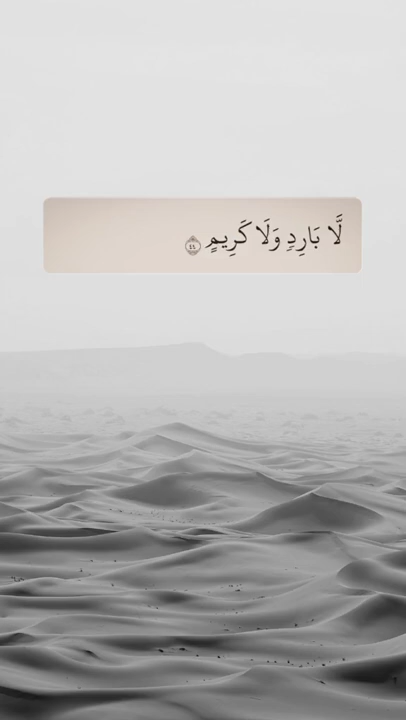 لَّا بَارِدٍ وَلَا كَرِيمٍ ٤٤